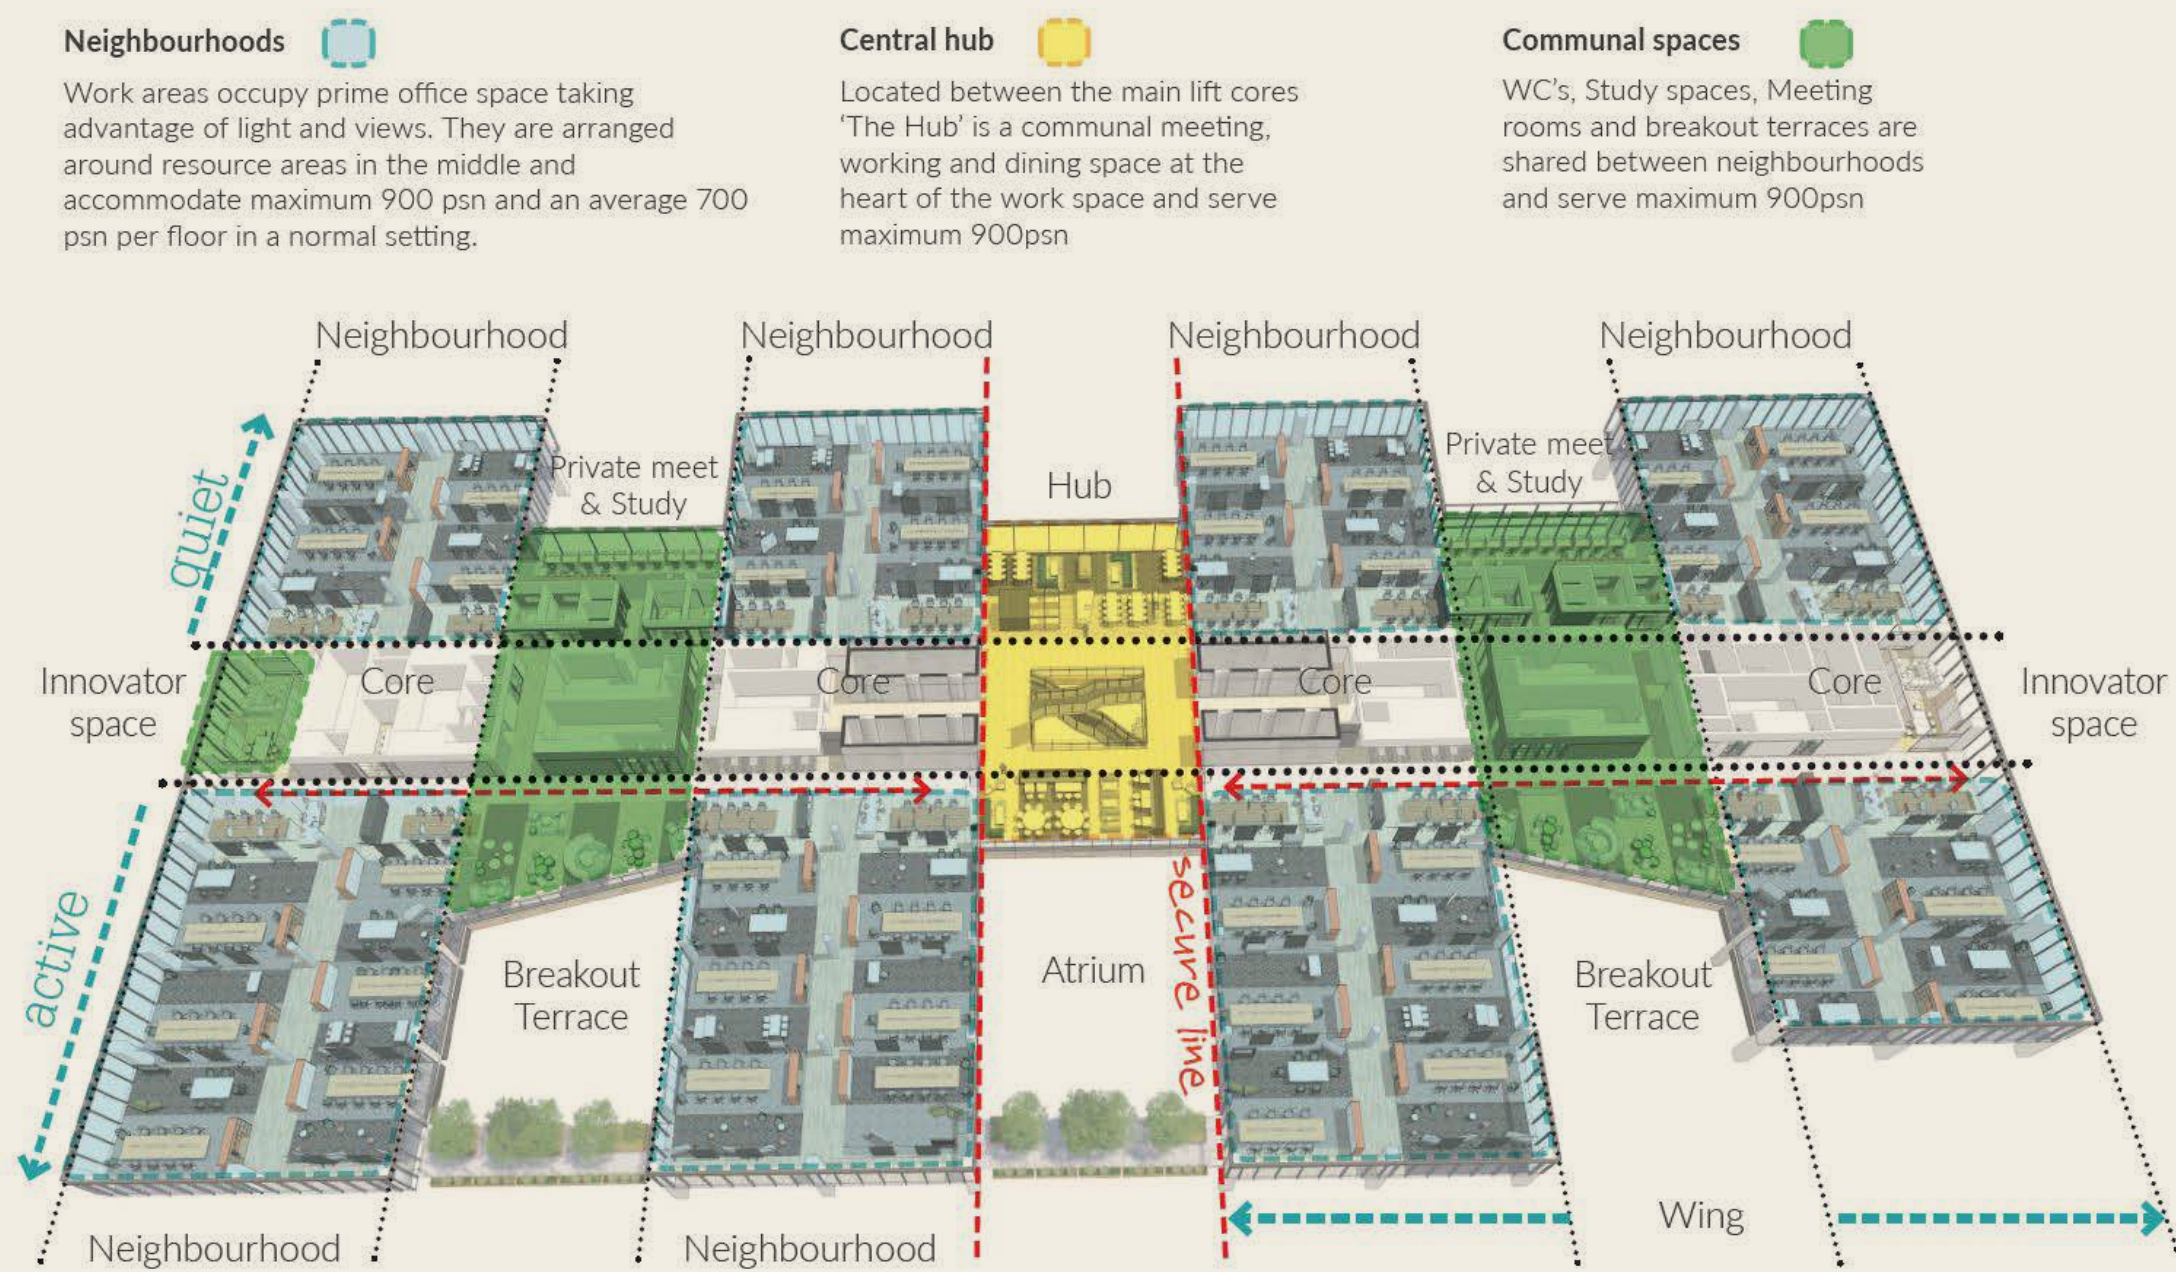 Neighbourhoods
Work areas occupy prime office space taking
advantage of light and views. They are arranged
around resource areas in the middle and
accommodate maximum 900 psn and an average 700
psn per floor in a normal setting.
Central hub
Located between the main lift cores
‘The Hub’ is a communal meeting,
working and dining space at the
heart of the work space and serve
maximum 900psn
Communal spaces
WC's, Study spaces, Meeting
rooms and breakout terraces are
shared between neighbourhoods
and serve maximum 900psn
Neighbourhood
Neighbourhood
Neighbourhood
Neighbourhood
quiet
Private meet
& Study
Hub
Private meet
& Study
Innovator
space
Core
Core
Core
Core
Innovator
space
active
Breakout
Terrace
Atrium
secure line
Breakout
Terrace
Wing
Neighbourhood
Neighbourhood